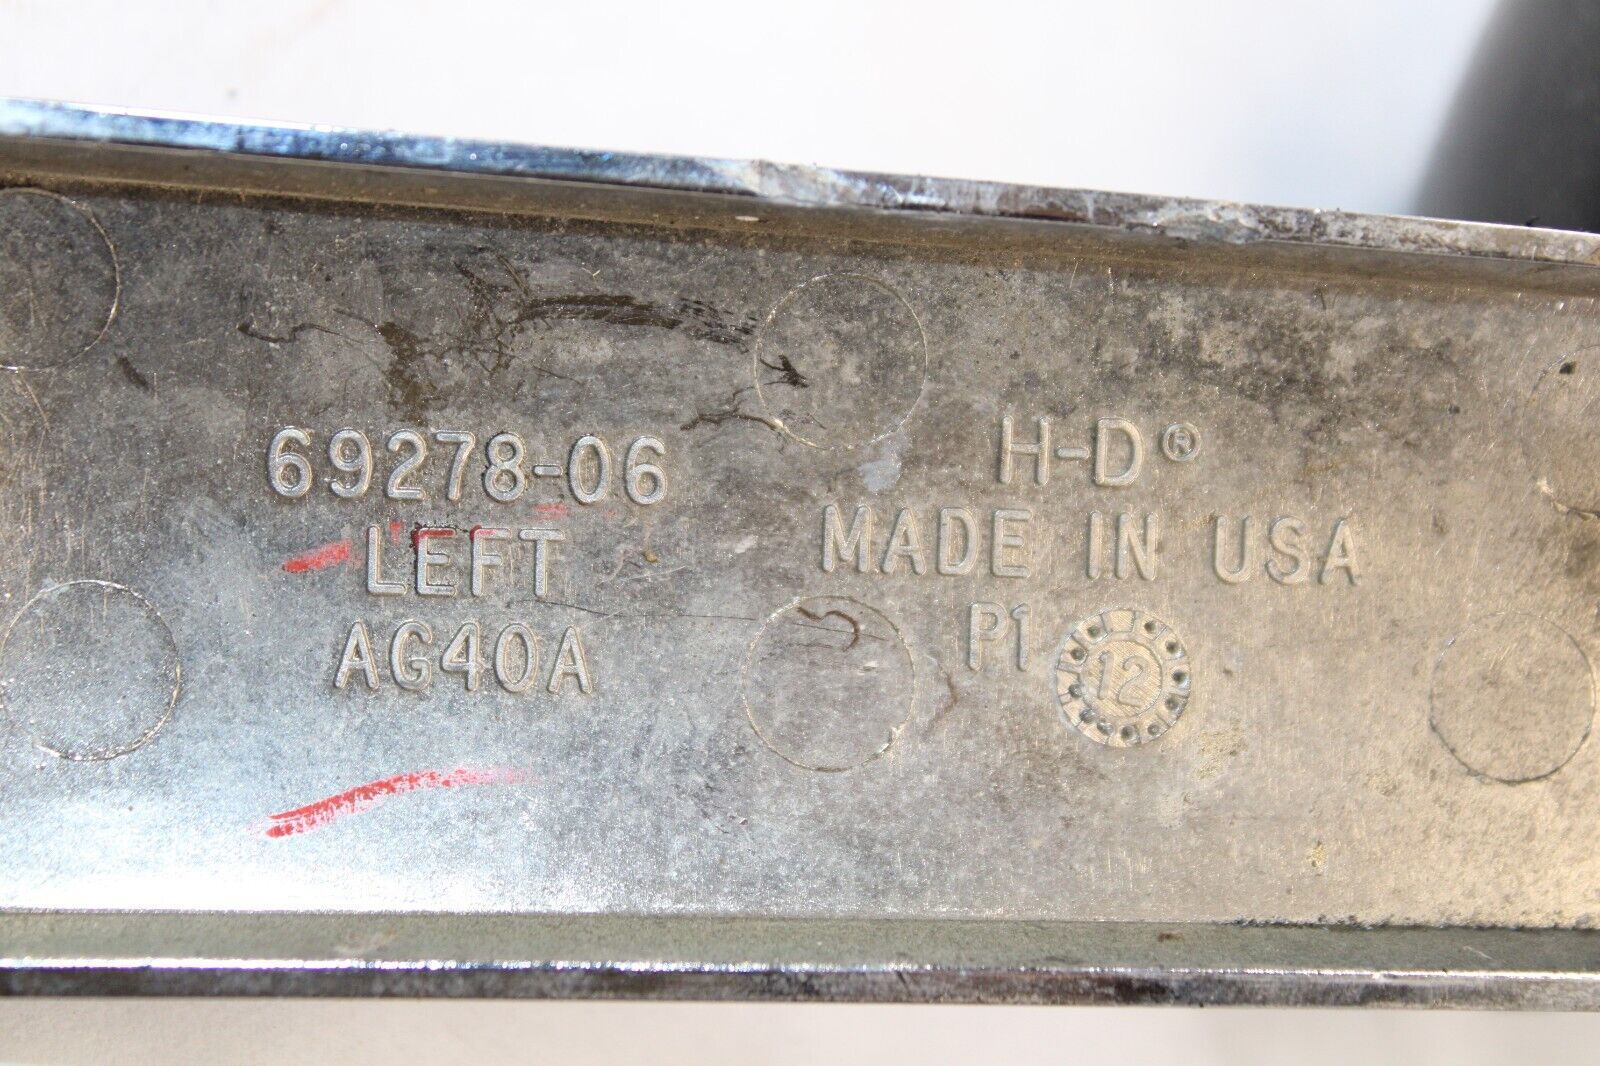 69278-06
LEFT
AG40A
H-D®
MADE IN USA
P1 12